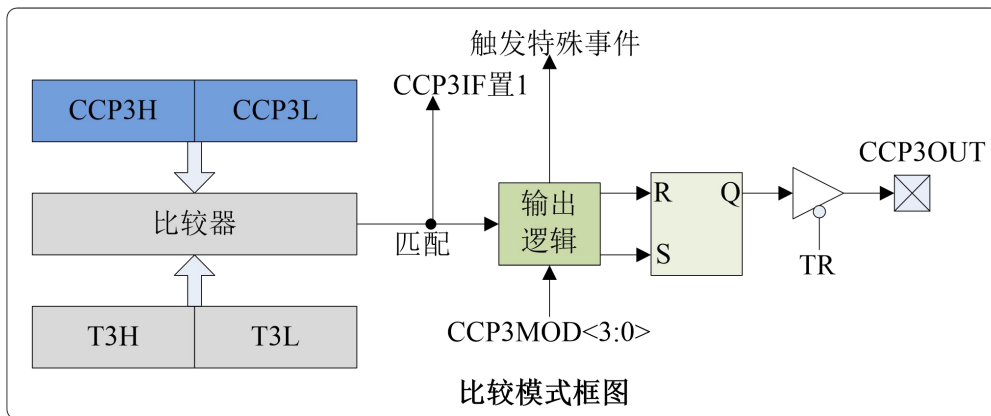 触发特殊事件
CCP3IF置1
CCP3H CCP3L
CCP3OUT
比较器
匹配
输出
逻辑
R Q
S
TR
T3H T3L
CCP3MOD<3:0>
比较模式框图